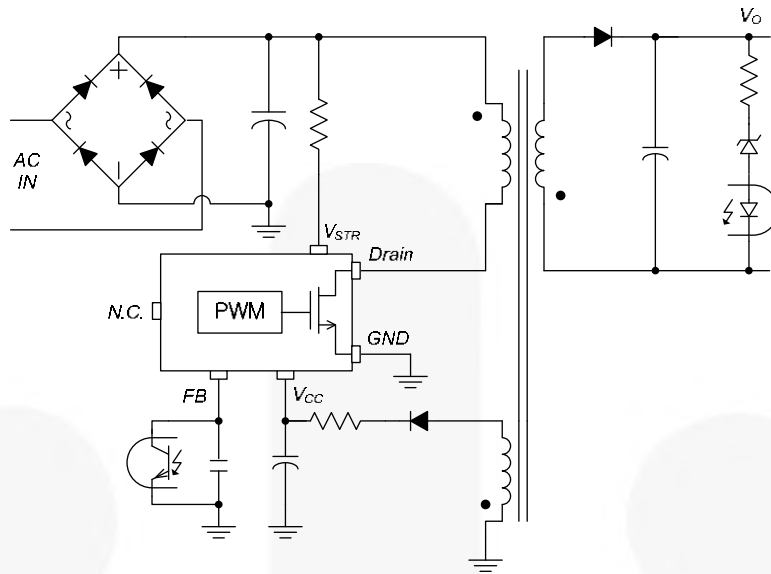 V_O
AC
IN
V_STR
Drain
N.C.
PWM
GND
FB
V_CC